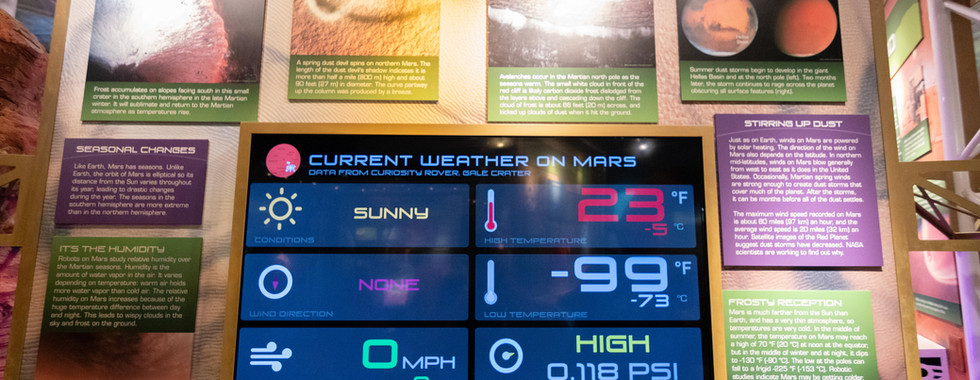 Frost accumulates on slopes facing south in this small
crater in the southern hemisphere in the late Martian
winter. It will sublimate and return to the Martian
atmosphere as temperatures rise.
A spring dust devil spins on northern Mars. The
length of the dust devil's shadow indicates it is
more than half a mile (800 m) high and about
90 feet (27 m) in diameter. The curve partway
up the column was produced by a breeze.
Avalanches occur in the Martian north pole as the
seasons warm. The small white cloud in front of the
red cliff is likely carbon dioxide frost dislodged from
the layers above and cascading down the cliff. The
cloud of frost is about 66 feet (20 m) across, and
kicked up clouds of dust when it hit the ground.
Summer dust storms begin to develop in the giant
Hellas Basin and at the north pole (left). Two months
later, the storm continues to rage across the planet
obscuring all surface features (right).
SEASONAL CHANGES
Like Earth, Mars has seasons. Unlike
Earth, the orbit of Mars is elliptical so its
distance from the Sun varies throughout
its year, leading to drastic changes
during the year. The seasons in the
southern hemisphere are more extreme
than in the northern hemisphere.
IT'S THE HUMIDITY
Robots on Mars study relative humidity over
the Martian seasons. Humidity is the
amount of water vapor in the air. It varies
depending on temperature: warm air holds
more water vapor than cold air. The relative
humidity on Mars increases because of the
huge temperature difference between day
and night. This leads to wispy clouds in the
sky and frost on the ground.
CURRENT WEATHER ON MARS
DATA FROM CURIOSITY ROVER, GALE CRATER
SUNNY
CONDITIONS
23 °F
-5 °C
HIGH TEMPERATURE
NONE
WIND DIRECTION
-99 °F
-73 °C
LOW TEMPERATURE
0 MPH
HIGH
0.118 PSI
STIRRING UP DUST
Just as on Earth, winds on Mars are powered
by solar heating. The direction of the wind on
Mars also depends on the latitude. In northern
mid-latitudes, winds on Mars blow generally
from west to east as it does in the United
States. Occasionally, Martian spring winds
are strong enough to create dust storms that
cover much of the planet. After the storms,
it can be months before all of the dust settles.
The maximum wind speed recorded on Mars
is about 60 miles (97 km) an hour, and the
average wind speed is 20 miles (32 km) an
hour. Satellite images of the Red Planet
suggest dust storms have decreased. NASA
scientists are working to find out why.
FROSTY RECEPTION
Mars is much farther from the Sun than
Earth, and has a very thin atmosphere, so
temperatures are very cold. In the middle of
summer, the temperature on Mars may reach
a high of 70 °F (20 °C) at noon at the equator,
but in the middle of winter and at night, it dips
to -130 °F (-90 °C). The low at the poles can
fall to a frigid -225 °F (-153 °C). Robotic
studies indicate Mars may be getting colder.